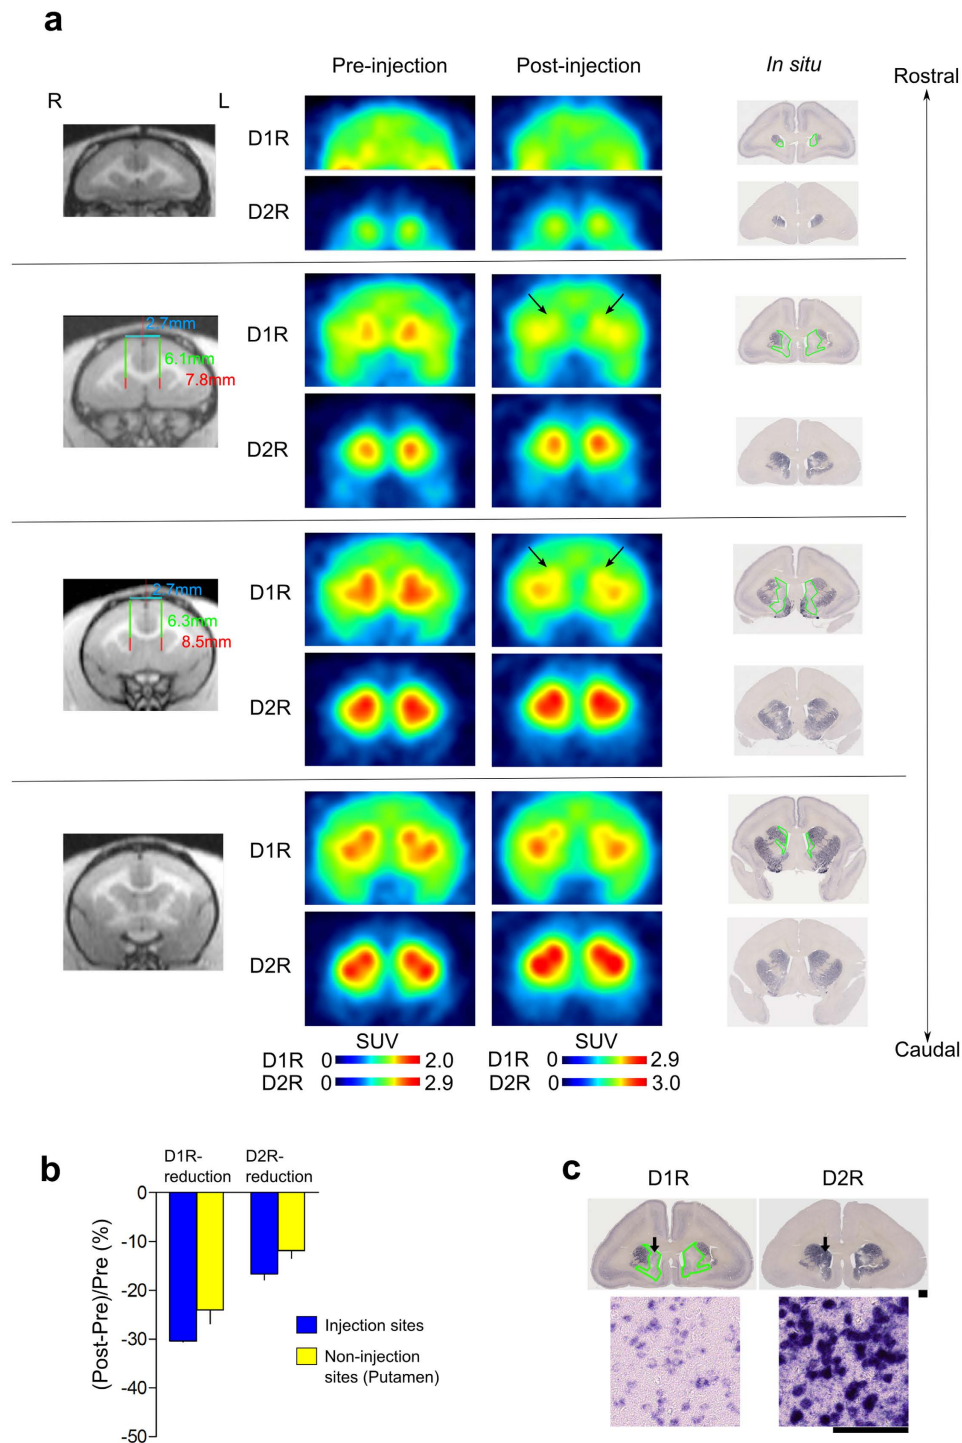 a
Pre-injection Post-injection In situ
Rostral
R L
D1R
D2R
2.7mm
6.1mm
7.8mm
D1R
D2R
2.7mm
6.3mm
8.5mm
D1R
D2R
D1R
D2R
Caudal
SUV SUV
D1R 0 2.0 D1R 0 2.9
D2R 0 2.9 D2R 0 3.0
b
D1R- D2R-
reduction reduction
(Post-Pre)/Pre (%)
0
-10
-20
-30
-40
-50
Injection sites
Non-injection
sites (Putamen)
c
D1R D2R